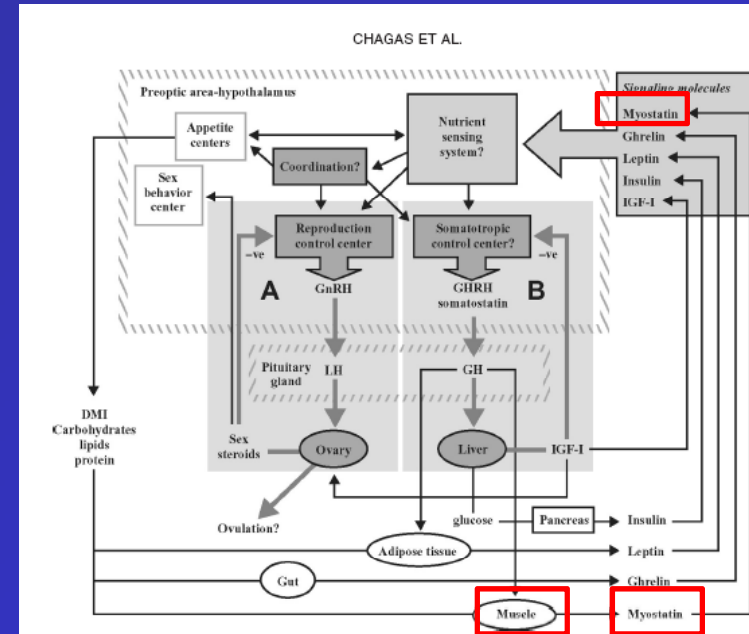 CHAGAS ET AL.
Signaling molecules
Preoptic area-hypothalamus
Myostatin
Ghrelin
Leptin
Insulin
IGF-I
Appetite
centers
Nutrient
sensing
system?
Coordination?
Sex
behavior
center
Reproduction
control center
Somatotropic
control center?
–ve
–ve
A
GnRH
GHRH
somatostatin
B
Pituitary
gland
LH
GH
DMI
Carbohydrates
lipids
protein
Sex
steroids
Ovary
Liver
IGF-I
Ovulation?
glucose
Pancreas
Insulin
Adipose tissue
Leptin
Gut
Ghrelin
Muscle
Myostatin